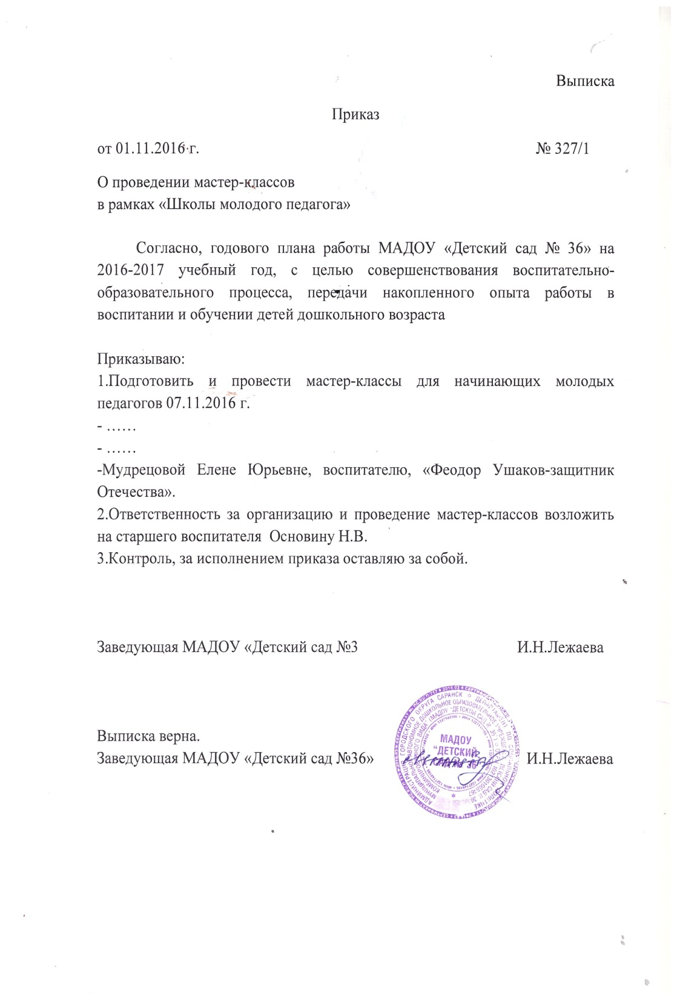 Выписка
Приказ
от 01.11.2016 г. № 327/1
О проведении мастер-классов
в рамках «Школы молодого педагога»
Согласно, годового плана работы МАДОУ «Детский сад № 36» на
2016-2017 учебный год, с целью совершенствования воспитательно-
образовательного процесса, передачи накопленного опыта работы в
воспитании и обучении детей дошкольного возраста
Приказываю:
1.Подготовить и провести мастер-классы для начинающих молодых
педагогов 07.11.2016 г.
- ……
- ……
-Мудрецовой Елене Юрьевне, воспитателю, «Феодор Ушаков-защитник
Отечества».
2.Ответственность за организацию и проведение мастер-классов возложить
на старшего воспитателя Основину Н.В.
3.Контроль, за исполнением приказа оставляю за собой.
Заведующая МАДОУ «Детский сад №3 И.Н.Лежаева
Выписка верна.
Заведующая МАДОУ «Детский сад №36» И.Н.Лежаева
МАДОУ
"ДЕТСКИЙ
36
ГОРОДСКОГО ОКРУГА САРАНСК